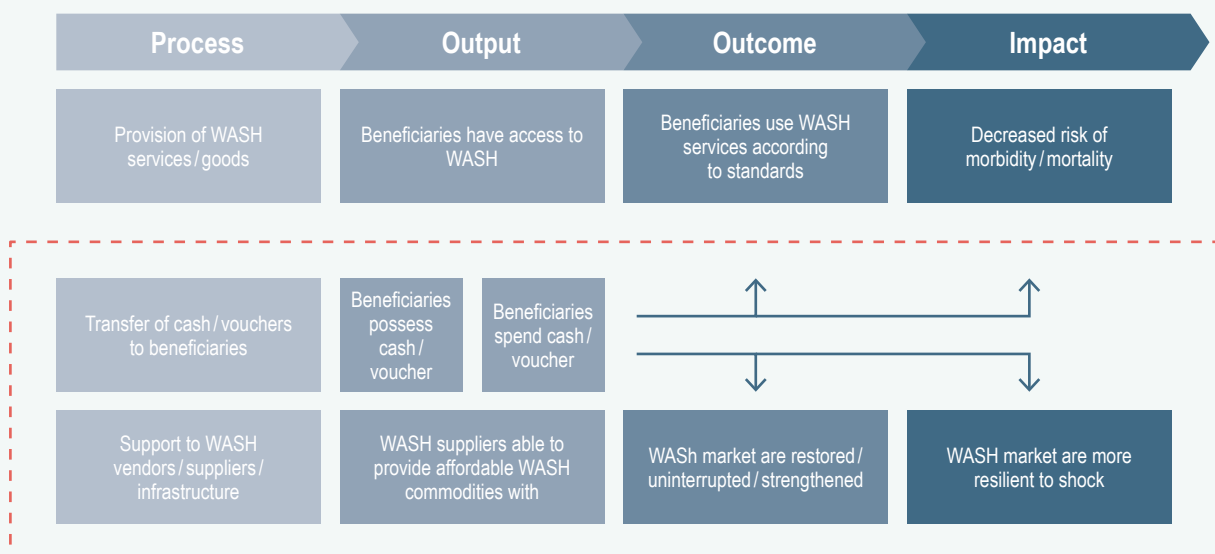 Process
Output
Outcome
Impact
Provision of WASH
services/goods
Beneficiaries have access to
WASH
Beneficiaries use WASH
services according
to standards
Decreased risk of
morbidity/mortality
Transfer of cash/vouchers
to beneficiaries
Beneficiaries
possess
cash/
voucher
Beneficiaries
spend cash/
voucher
Support to WASH
vendors/suppliers/
infrastructure
WASH suppliers able to
provide affordable WASH
commodities with
WASh market are restored/
uninterrupted/strengthened
WASH market are more
resilient to shock